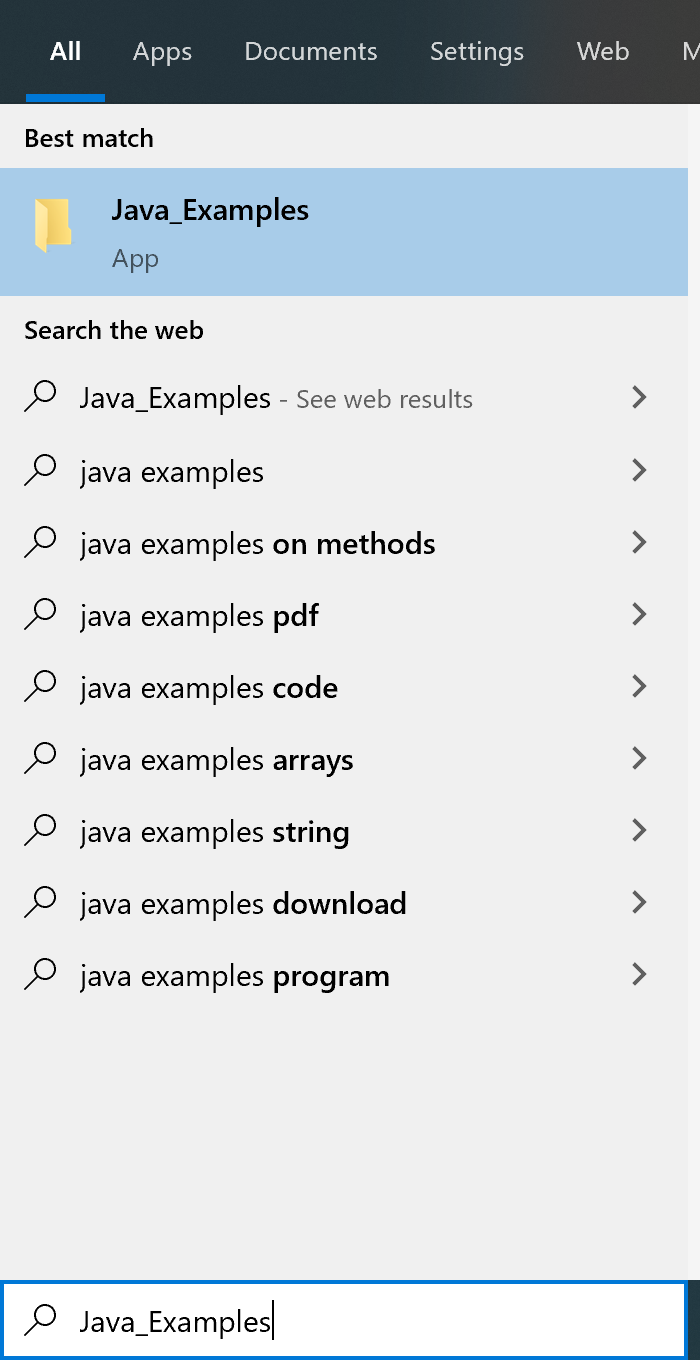 All Apps Documents Settings Web M
Best match
Java_Examples
App
Search the web
Java_Examples - See web results
java examples
java examples on methods
java examples pdf
java examples code
java examples arrays
java examples string
java examples download
java examples program
Java_Examples